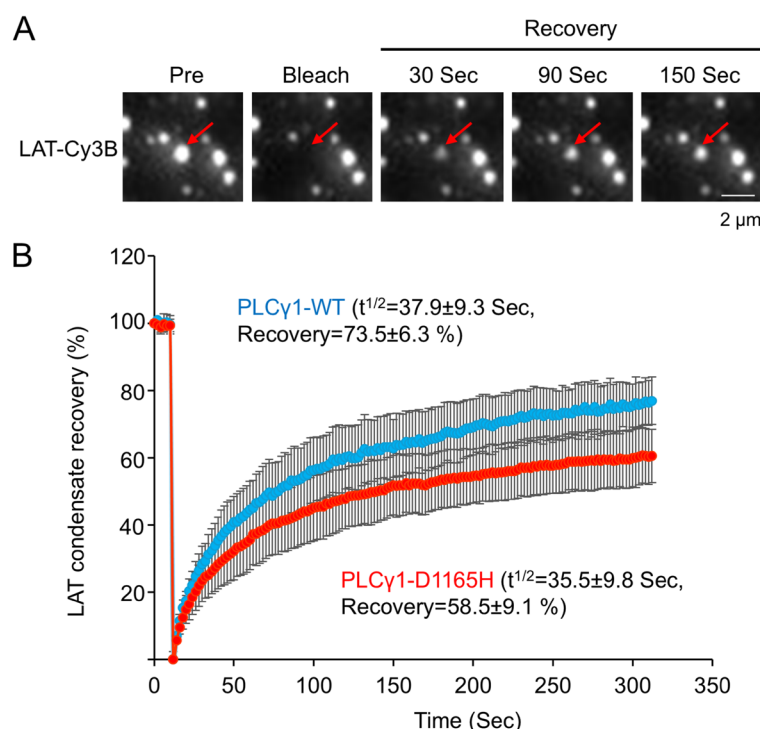 A
Recovery
Pre Bleach 30 Sec 90 Sec 150 Sec
LAT-Cy3B
2 μm
B
LAT condensate recovery (%)
120
100
80
60
40
20
PLCγ1-WT (t1/2=37.9±9.3 Sec,
Recovery=73.5±6.3 %)
PLCγ1-D1165H (t1/2=35.5±9.8 Sec,
Recovery=58.5±9.1 %)
0 50 100 150 200 250 300 350
Time (Sec)